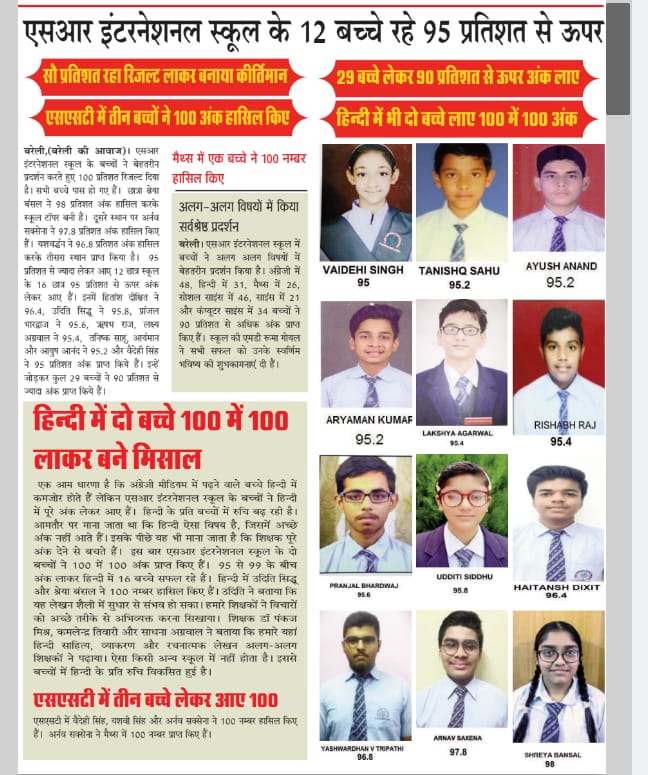 एसआर इंटरनेशनल स्कूल के 12 बच्चे रहे 95 प्रतिशत से ऊपर
सौ प्रतिशत रहा रिजल्ट लाकर बनाया कीर्तिमान
एसएसटी में तीन बच्चों ने 100 अंक हासिल किए
29 बच्चे लेकर 90 प्रतिशत से ऊपर अंक लाए
हिन्दी में भी दो बच्चे लाए 100 में 100 अंक
बरेली,(बरेली की आवाज)। एसआर
इंटरनेशनल स्कूल के बच्चों ने बेहतरीन
प्रदर्शन करते हुए 100 प्रतिशत रिजल्ट दिया
है। सभी बच्चे पास हो गए हैं। छात्रा श्रेया
बंसल ने 98 प्रतिशत अंक हासिल करके
स्कूल टॉपर बनी हैं। दूसरे स्थान पर अर्नव
सक्सेना ने 97.8 प्रतिशत अंक हासिल किए
हैं। यशवर्द्धन ने 96.8 प्रतिशत अंक हासिल
करके तीसरा स्थान प्राप्त किया है। 95
प्रतिशत से ज्यादा लेकर आए 12 छात्र स्कूल
के 16 छात्र 95 प्रतिशत से ऊपर अंक
लेकर आए हैं। इनमें हितांश दीक्षित ने
96.4, उदिति सिद्धू ने 95.8, प्रांजल
भारद्वाज ने 95.6, ऋषभ राज, लक्ष्य
अग्रवाल ने 95.4, तनिष्क साहू, आर्यमान
और आयुष आनंद ने 95.2 और वैदेही सिंह
ने 95 प्रतिशत अंक प्राप्त किये हैं। इन्हें
जोड़कर कुल 29 बच्चों ने 90 प्रतिशत से
ज्यादा अंक प्राप्त किये हैं।
मैथ्स में एक बच्चे ने 100 नम्बर
हासिल किए
अलग-अलग विषयों में किया
सर्वश्रेष्ठ प्रदर्शन
बरेली। एसआर इंटरनेशनल स्कूल में
बच्चों ने अलग अलग विषयों में
बेहतरीन प्रदर्शन किया है। अंग्रेजी में
48, हिन्दी में 31, मैथ्स में 26,
सोशल साइंस में 46, साइंस में 21
और कंप्यूटर साइंस में 34 बच्चों ने
90 प्रतिशत से अधिक अंक प्राप्त
किए हैं। स्कूल की एमडी रूमा गोयल
ने सभी सफल को उनके स्वर्णिम
भविष्य की शुभकामनाएं दी हैं।
हिन्दी में दो बच्चे 100 में 100
लाकर बने मिसाल
एक आम धारणा है कि अंग्रेजी मीडियम में पढ़ने वाले बच्चे हिन्दी में
कमजोर होते हैं लेकिन एसआर इंटरनेशनल स्कूल के बच्चों ने हिन्दी
में पूरे अंक लेकर आए हैं। हिन्दी के प्रति बच्चों में रुचि बढ़ रही है।
आमतौर पर माना जाता था कि हिन्दी ऐसा विषय है, जिसमें अच्छे
अंक नहीं आते हैं। इसके पीछे यह भी माना जाता है कि शिक्षक पूरे
अंक देने से बचते हैं। इस बार एसआर इंटरनेशनल स्कूल के दो
बच्चों ने 100 में 100 अंक प्राप्त किए हैं। 95 से 99 के बीच
अंक लाकर हिन्दी में 16 बच्चे सफल रहे हैं। हिन्दी में उदिति सिद्धू
और श्रेया बंसल ने 100 नम्बर हासिल किए हैं। उदिति ने बताया कि
यह लेखन शैली में सुधार से संभव हो सका। हमारे शिक्षकों ने विचारों
को अच्छे तरीके से अभिव्यक्त करना सिखाया। शिक्षक डॉ पंकज
मिश्र, कमलेन्द्र तिवारी और साधना अग्रवाल ने बताया कि हमारे यहां
हिन्दी साहित्य, व्याकरण और रचनात्मक लेखन अलग-अलग
शिक्षकों ने पढ़ाया। ऐसा किसी अन्य स्कूल में नहीं होता है। इससे
बच्चों में हिन्दी के प्रति रुचि विकसित हुई है।
एसएसटी में तीन बच्चे लेकर आए 100
एसएसटी में वैदेही सिंह, यशवी सिंह और अर्नव सक्सेना ने 100 नम्बर हासिल किए
हैं। अर्नव सक्सेना ने मैथ्स में 100 नम्बर प्राप्त किए हैं।
VAIDEHI SINGH
95
TANISHQ SAHU
95.2
AYUSH ANAND
95.2
ARYAMAN KUMAR
95.2
LAKSHYA AGARWAL
95.4
RISHABH RAJ
95.4
PRANJAL BHARDWAJ
95.6
UDDITI SIDDHU
95.8
HAITANSH DIXIT
96.4
YASHWARDHAN V TRIPATHI
96.8
ARNAV SAXENA
97.8
SHREYA BANSAL
98